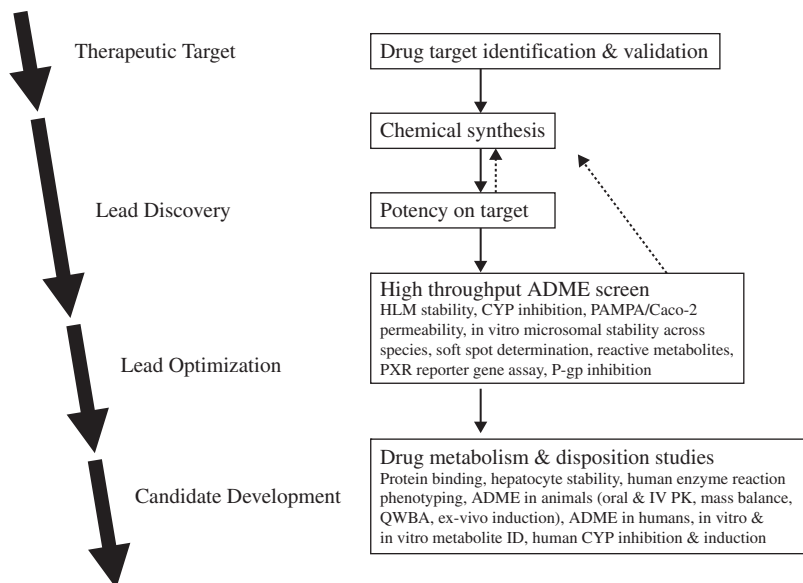 Therapeutic Target
Drug target identification & validation
Chemical synthesis
Lead Discovery
Potency on target
High throughput ADME screen
HLM stability, CYP inhibition, PAMPA/Caco-2
permeability, in vitro microsomal stability across
species, soft spot determination, reactive metabolites,
PXR reporter gene assay, P-gp inhibition
Lead Optimization
Drug metabolism & disposition studies
Protein binding, hepatocyte stability, human enzyme reaction
phenotyping, ADME in animals (oral & IV PK, mass balance,
QWBA, ex-vivo induction), ADME in humans, in vitro &
in vitro metabolite ID, human CYP inhibition & induction
Candidate Development